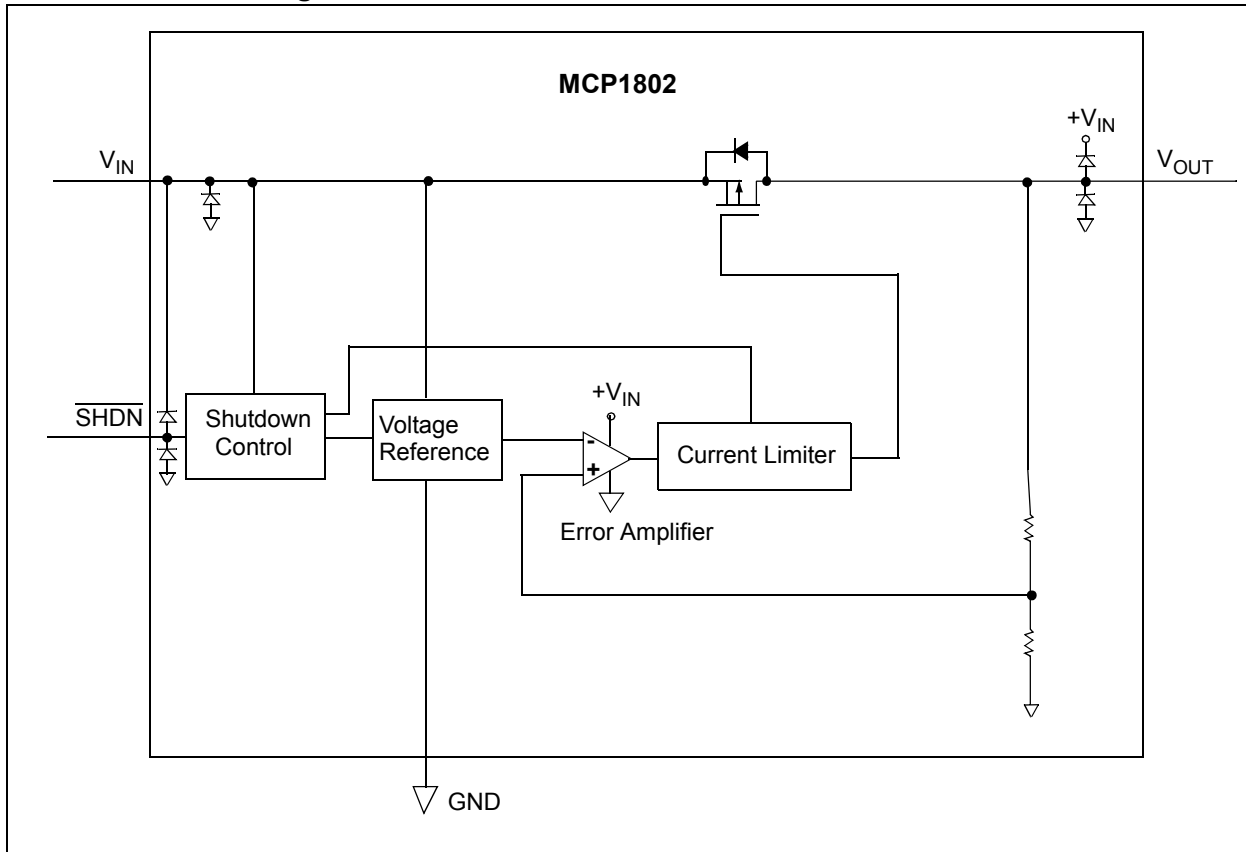 MCP1802
+VIN
VIN
VOUT
SHDN
Shutdown
Control
Voltage
Reference
+VIN
-
+
Current Limiter
Error Amplifier
GND